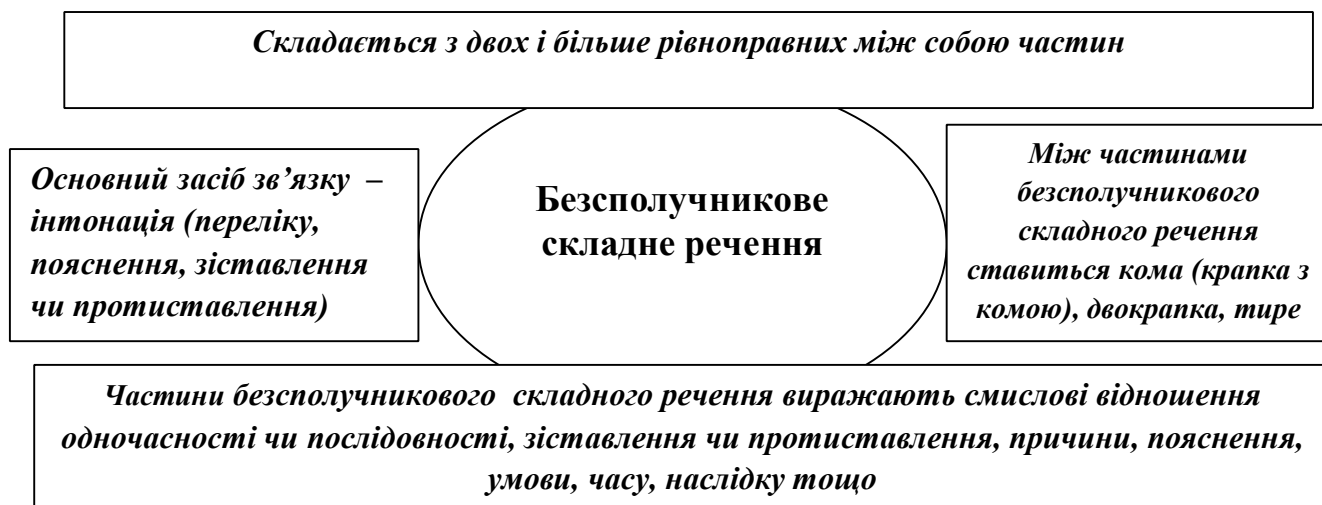 Складається з двох і більше рівноправних між собою частин
Основний засіб зв’язку –
інтонація (переліку,
пояснення, зіставлення
чи протиставлення)
Безсполучникове
складне речення
Між частинами
безсполучникового
складного речення
ставиться кома (крапка з
комою), двокрапка, тире
Частини безсполучникового складного речення виражають смислові відношення
одночасності чи послідовності, зіставлення чи протиставлення, причини, пояснення,
умови, часу, наслідку тощо